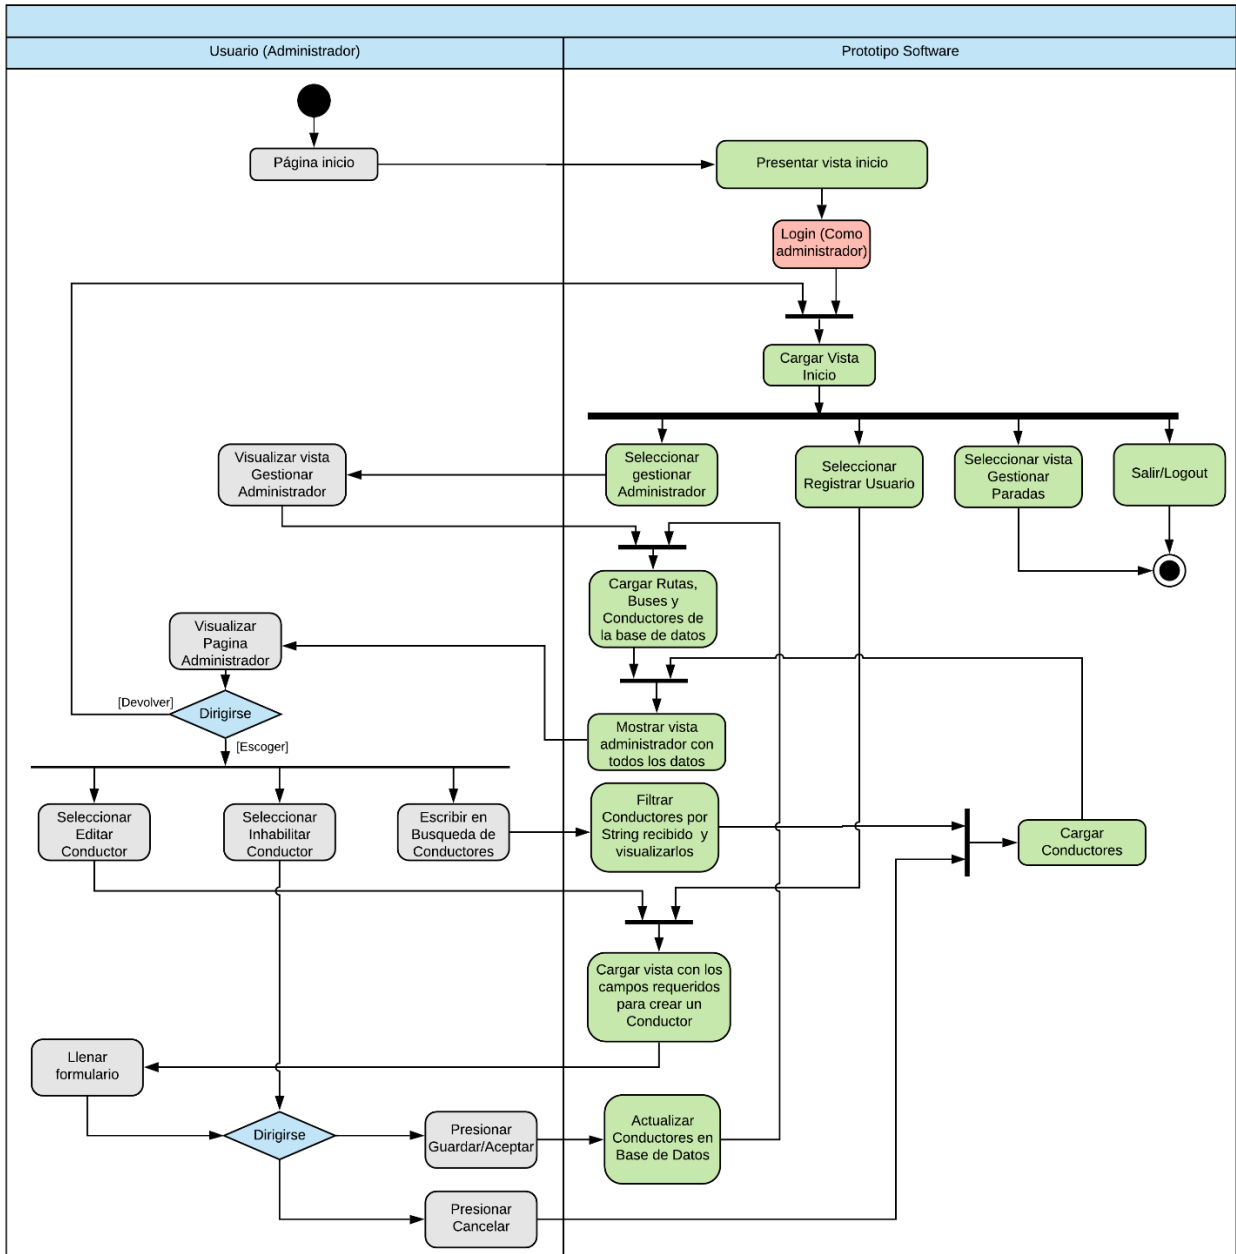 Usuario (Administrador)
Prototipo Software
Página inicio
Presentar vista inicio
Login (Como
administrador)
Cargar Vista
Inicio
Visualizar vista
Gestionar
Administrador
Seleccionar
gestionar
Administrador
Seleccionar
Registrar Usuario
Seleccionar vista
Gestionar
Paradas
Salir/Logout
Cargar Rutas,
Buses y
Conductores de
la base de datos
Visualizar
Pagina
Administrador
[Devolver]
Dirigirse
[Escoger]
Mostrar vista
administrador con
todos los datos
Seleccionar
Editar
Conductor
Seleccionar
Inhabilitar
Conductor
Escribir en
Busqueda de
Conductores
Filtrar
Conductores por
String recibido y
visualizarlos
Cargar
Conductores
Cargar vista con los
campos requeridos
para crear un
Conductor
Llenar
formulario
Dirigirse
Presionar
Guardar/Aceptar
Actualizar
Conductores en
Base de Datos
Presionar
Cancelar